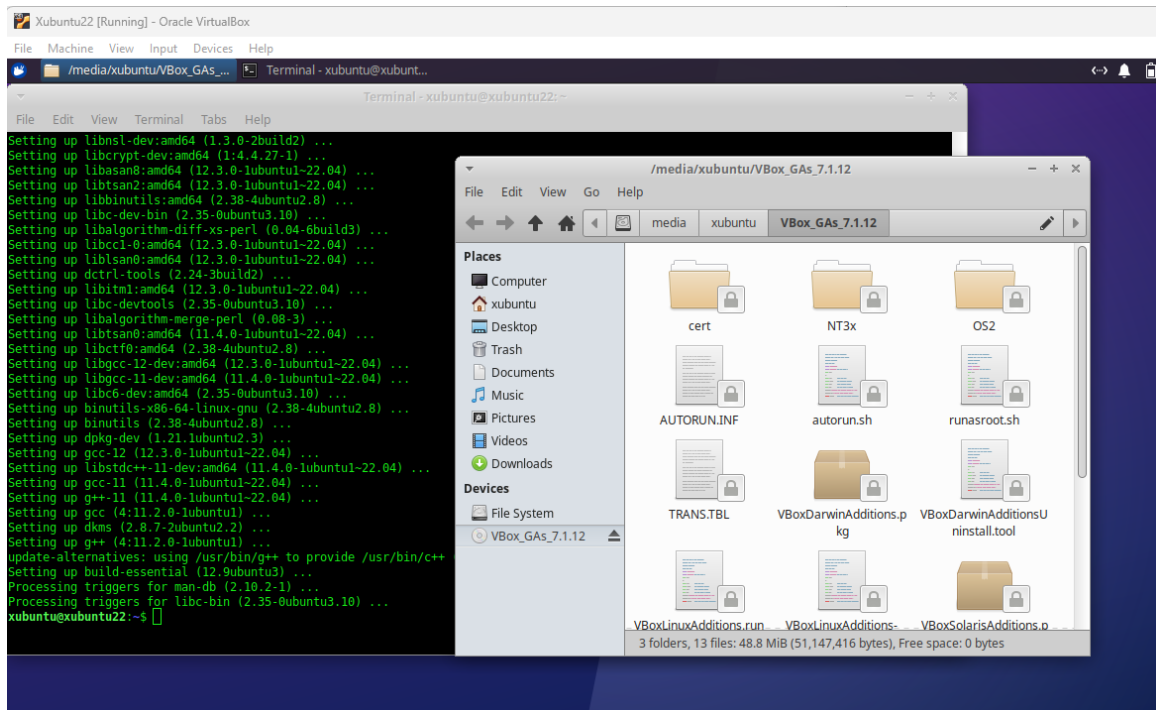 Xubuntu22 [Running] - Oracle VirtualBox
File Machine View Input Devices Help
/media/xubuntu/VBox_GAs_... Terminal - xubuntu@xubunt...
Terminal - xubuntu@xubuntu22: ~
File Edit View Terminal Tabs Help
Setting up libnsl-dev:amd64 (1.3.0-2build2) ...
Setting up libcrypt-dev:amd64 (1:4.4.27-1) ...
Setting up libasan8:amd64 (12.3.0-1ubuntu1~22.04) ...
Setting up libtsan2:amd64 (12.3.0-1ubuntu1~22.04) ...
Setting up libbinutils:amd64 (2.38-4ubuntu2.8) ...
Setting up libc-dev-bin (2.35-0ubuntu3.10) ...
Setting up libalgorithm-diff-xs-perl (0.04-6build3) ...
Setting up libcc1-0:amd64 (12.3.0-1ubuntu1~22.04) ...
Setting up liblsan0:amd64 (12.3.0-1ubuntu1~22.04) ...
Setting up dctrl-tools (2.24-3build2) ...
Setting up libitm1:amd64 (12.3.0-1ubuntu1~22.04) ...
Setting up libc-devtools (2.35-0ubuntu3.10) ...
Setting up libalgorithm-merge-perl (0.08-3) ...
Setting up libtsan0:amd64 (11.4.0-1ubuntu1~22.04) ...
Setting up libctf0:amd64 (2.38-4ubuntu2.8) ...
Setting up libgcc-12-dev:amd64 (12.3.0-1ubuntu1~22.04) ...
Setting up libgcc-11-dev:amd64 (11.4.0-1ubuntu1~22.04) ...
Setting up libc6-dev:amd64 (2.35-0ubuntu3.10) ...
Setting up binutils-x86-64-linux-gnu (2.38-4ubuntu2.8) ...
Setting up binutils (2.38-4ubuntu2.8) ...
Setting up dpkg-dev (1.21.1ubuntu2.3) ...
Setting up gcc-12 (12.3.0-1ubuntu1~22.04) ...
Setting up libstdc++-11-dev:amd64 (11.4.0-1ubuntu1~22.04) ...
Setting up gcc-11 (11.4.0-1ubuntu1~22.04) ...
Setting up g++-11 (11.4.0-1ubuntu1~22.04) ...
Setting up gcc (4:11.2.0-1ubuntu1) ...
Setting up dkms (2.8.7-2ubuntu2.2) ...
Setting up g++ (4:11.2.0-1ubuntu1) ...
update-alternatives: using /usr/bin/g++ to provide /usr/bin/c++
Setting up build-essential (12.9ubuntu3) ...
Processing triggers for man-db (2.10.2-1) ...
Processing triggers for libc-bin (2.35-0ubuntu3.10) ...
xubuntu@xubuntu22:~$
/media/xubuntu/VBox_GAs_7.1.12
File Edit View Go Help
media xubuntu VBox_GAs_7.1.12
Places
Computer
xubuntu
Desktop
Trash
Documents
Music
Pictures
Videos
Downloads
Devices
File System
VBox_GAs_7.1.12
cert NT3x OS2
AUTORUN.INF autorun.sh runasroot.sh
TRANS.TBL VBoxDarwinAdditions.p VBoxDarwinAdditionsU
kg ninstall.tool
VBoxLinuxAdditions.run VBoxLinuxAdditions- VBoxSolarisAdditions.p
3 folders, 13 files: 48.8 MiB (51,147,416 bytes), Free space: 0 bytes